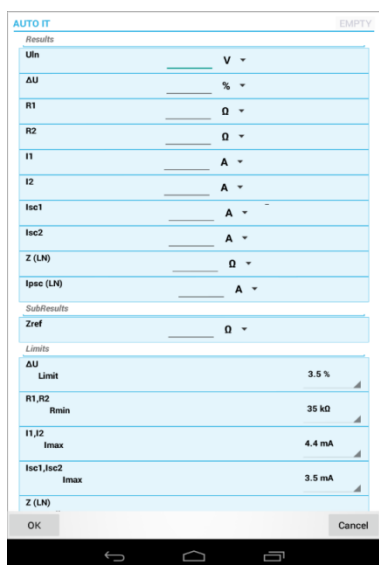 AUTO IT EMPTY
Results
Uln V
ΔU %
R1 Ω
R2 Ω
I1 A
I2 A
Isc1 A
Isc2 A
Z (LN) Ω
Ipsc (LN) A
SubResults
Zref Ω
Limits
ΔU
Limit 3.5 %
R1,R2
Rmin 35 kΩ
I1,I2
Imax 4.4 mA
Isc1,Isc2
Imax 3.5 mA
Z (LN)
OK Cancel